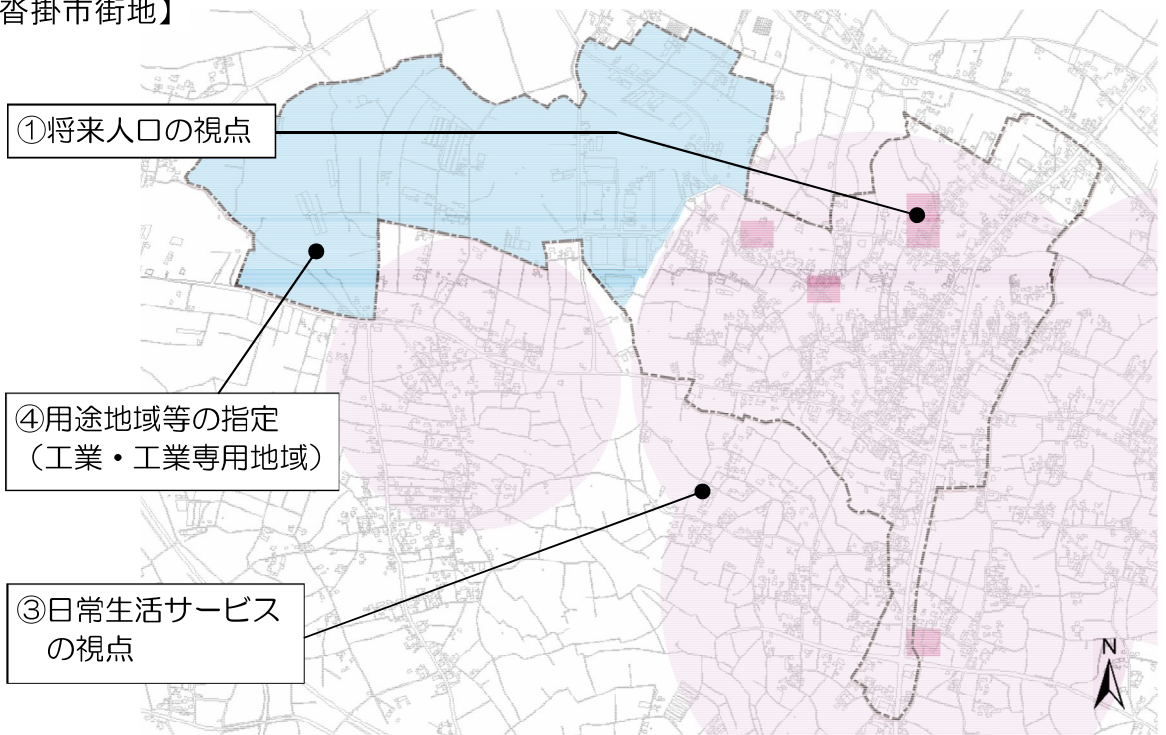 沓掛市街地】
①将来人口の視点
④用途地域等の指定
（工業・工業専用地域）
③日常生活サービス
の視点
N